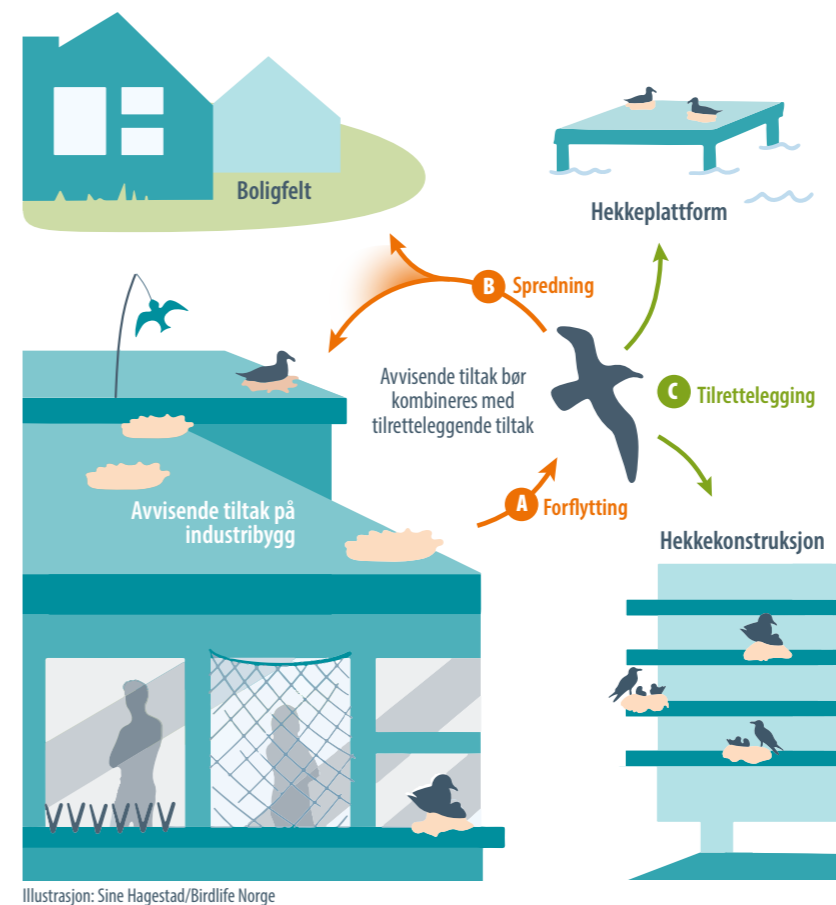 Boligfelt
Hekkeplattform
B Spredning
Avvisende tiltak bør
kombineres med
tilretteleggende tiltak
C Tilrettelegging
Avvisende tiltak på
industribygg
A Forflytting
Hekkekonstruksjon
Illustrasjon: Sine Hagestad/Birdlife Norge